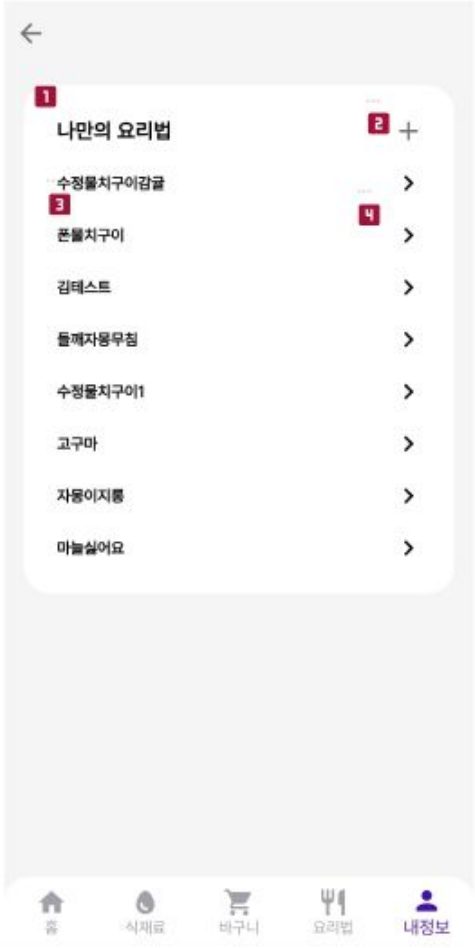 1
나만의 요리법
2
+
수정물치구이감귤
3
4
폰물치구이
김테스트
들깨자몽무침
수정물치구이1
고구마
자몽이지롱
마늘싫어요
홈
식재료
바구니
요리법
내정보